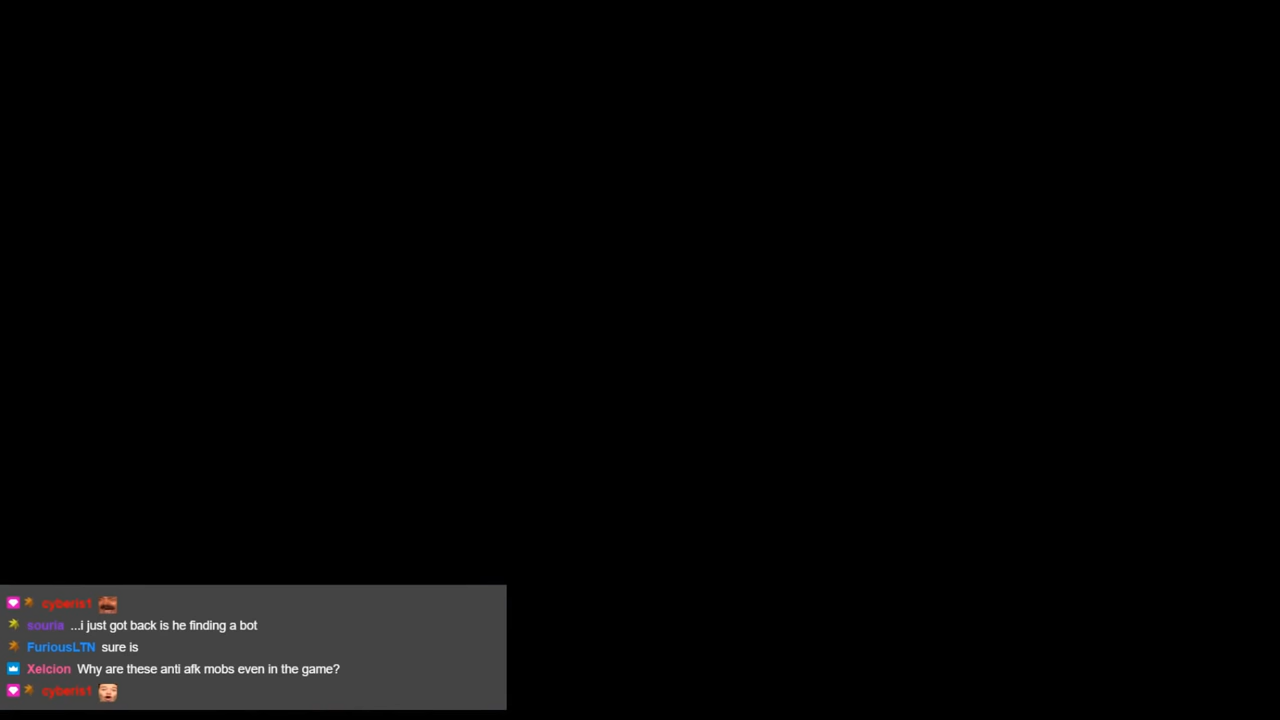 cyberis1
souria ...i just got back is he finding a bot
FuriousLTN sure is
Xelcion Why are these anti afk mobs even in the game?
cyberis1